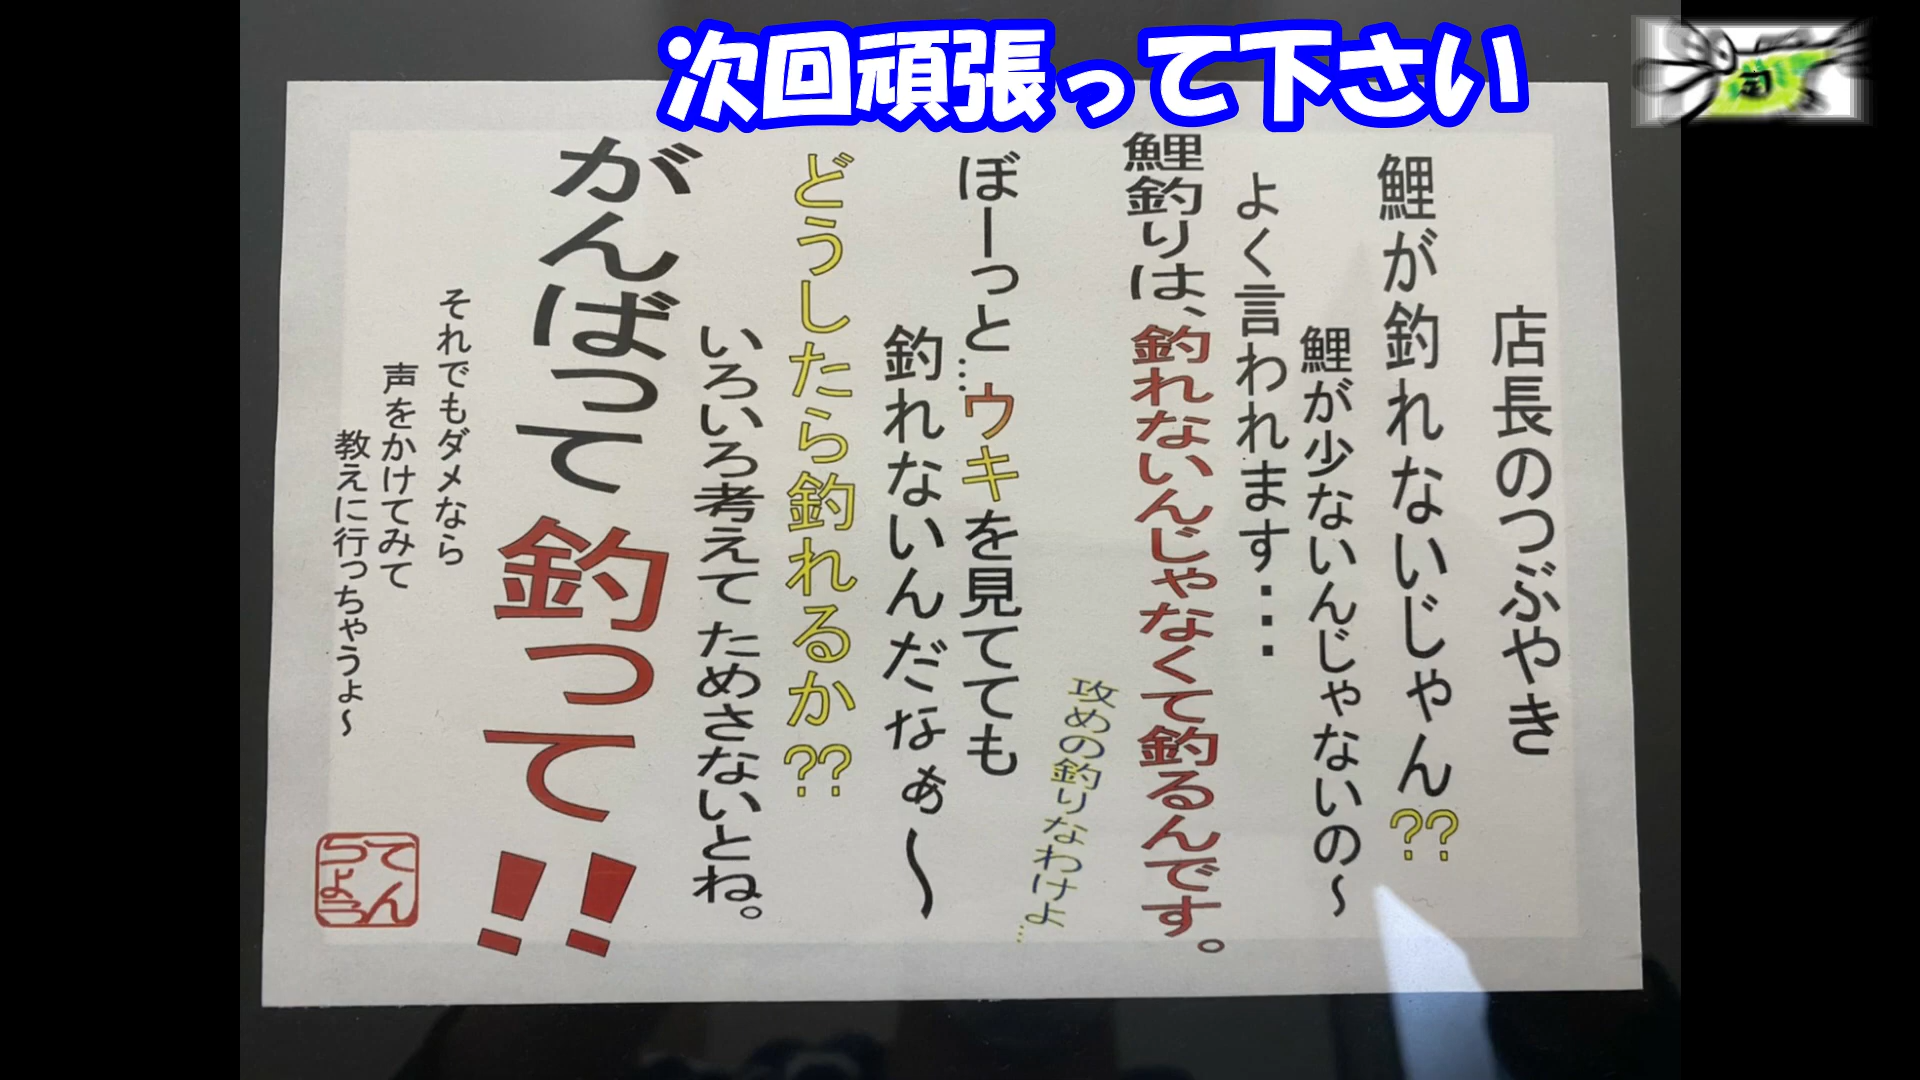 次回頑張って下さい
店長のつぶやき
鯉が釣れないじゃん??
鯉が少ないんじゃないの～
よく言われます・・・
鯉釣りは、釣れないんじゃなくて釣るんです。
攻めの釣りなわけよ…
ぼーっと…ウキを見てても
釣れないんだなぁ～
どうしたら釣れるか??
いろいろ考えて ためさないとね。
がんばって 釣って!!
それでもダメなら
声をかけてみて
教えに行っちゃうょ～
てんちょう